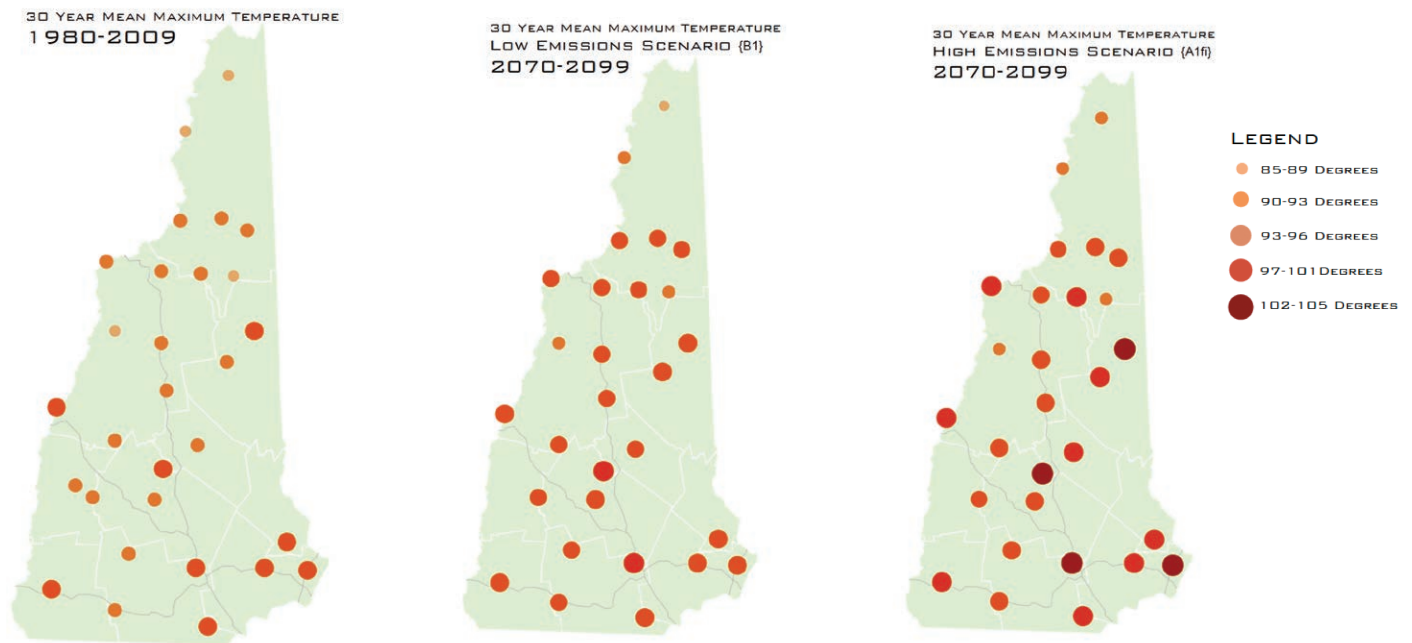 30 Year Mean Maximum Temperature
1980-2009
30 Year Mean Maximum Temperature
Low Emissions Scenario {B1}
2070-2099
30 Year Mean Maximum Temperature
High Emissions Scenario {A1fi}
2070-2099
Legend
85-89 Degrees
90-93 Degrees
93-96 Degrees
97-101Degrees
102-105 Degrees